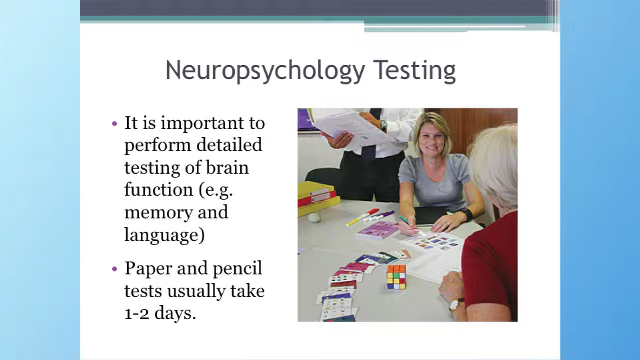 Neuropsychology Testing
• It is important to
perform detailed
testing of brain
function (e.g.
memory and
language)
• Paper and pencil
tests usually take
1-2 days.